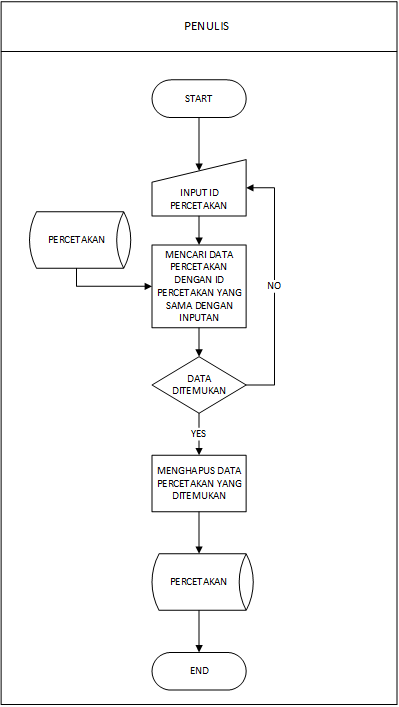 PENULIS
START
INPUT ID
PERCETAKAN
PERCETAKAN
MENCARI DATA
PERCETAKAN
DENGAN ID
PERCETAKAN YANG
SAMA DENGAN
INPUTAN
NO
DATA
DITEMUKAN
YES
MENGHAPUS DATA
PERCETAKAN YANG
DITEMUKAN
PERCETAKAN
END